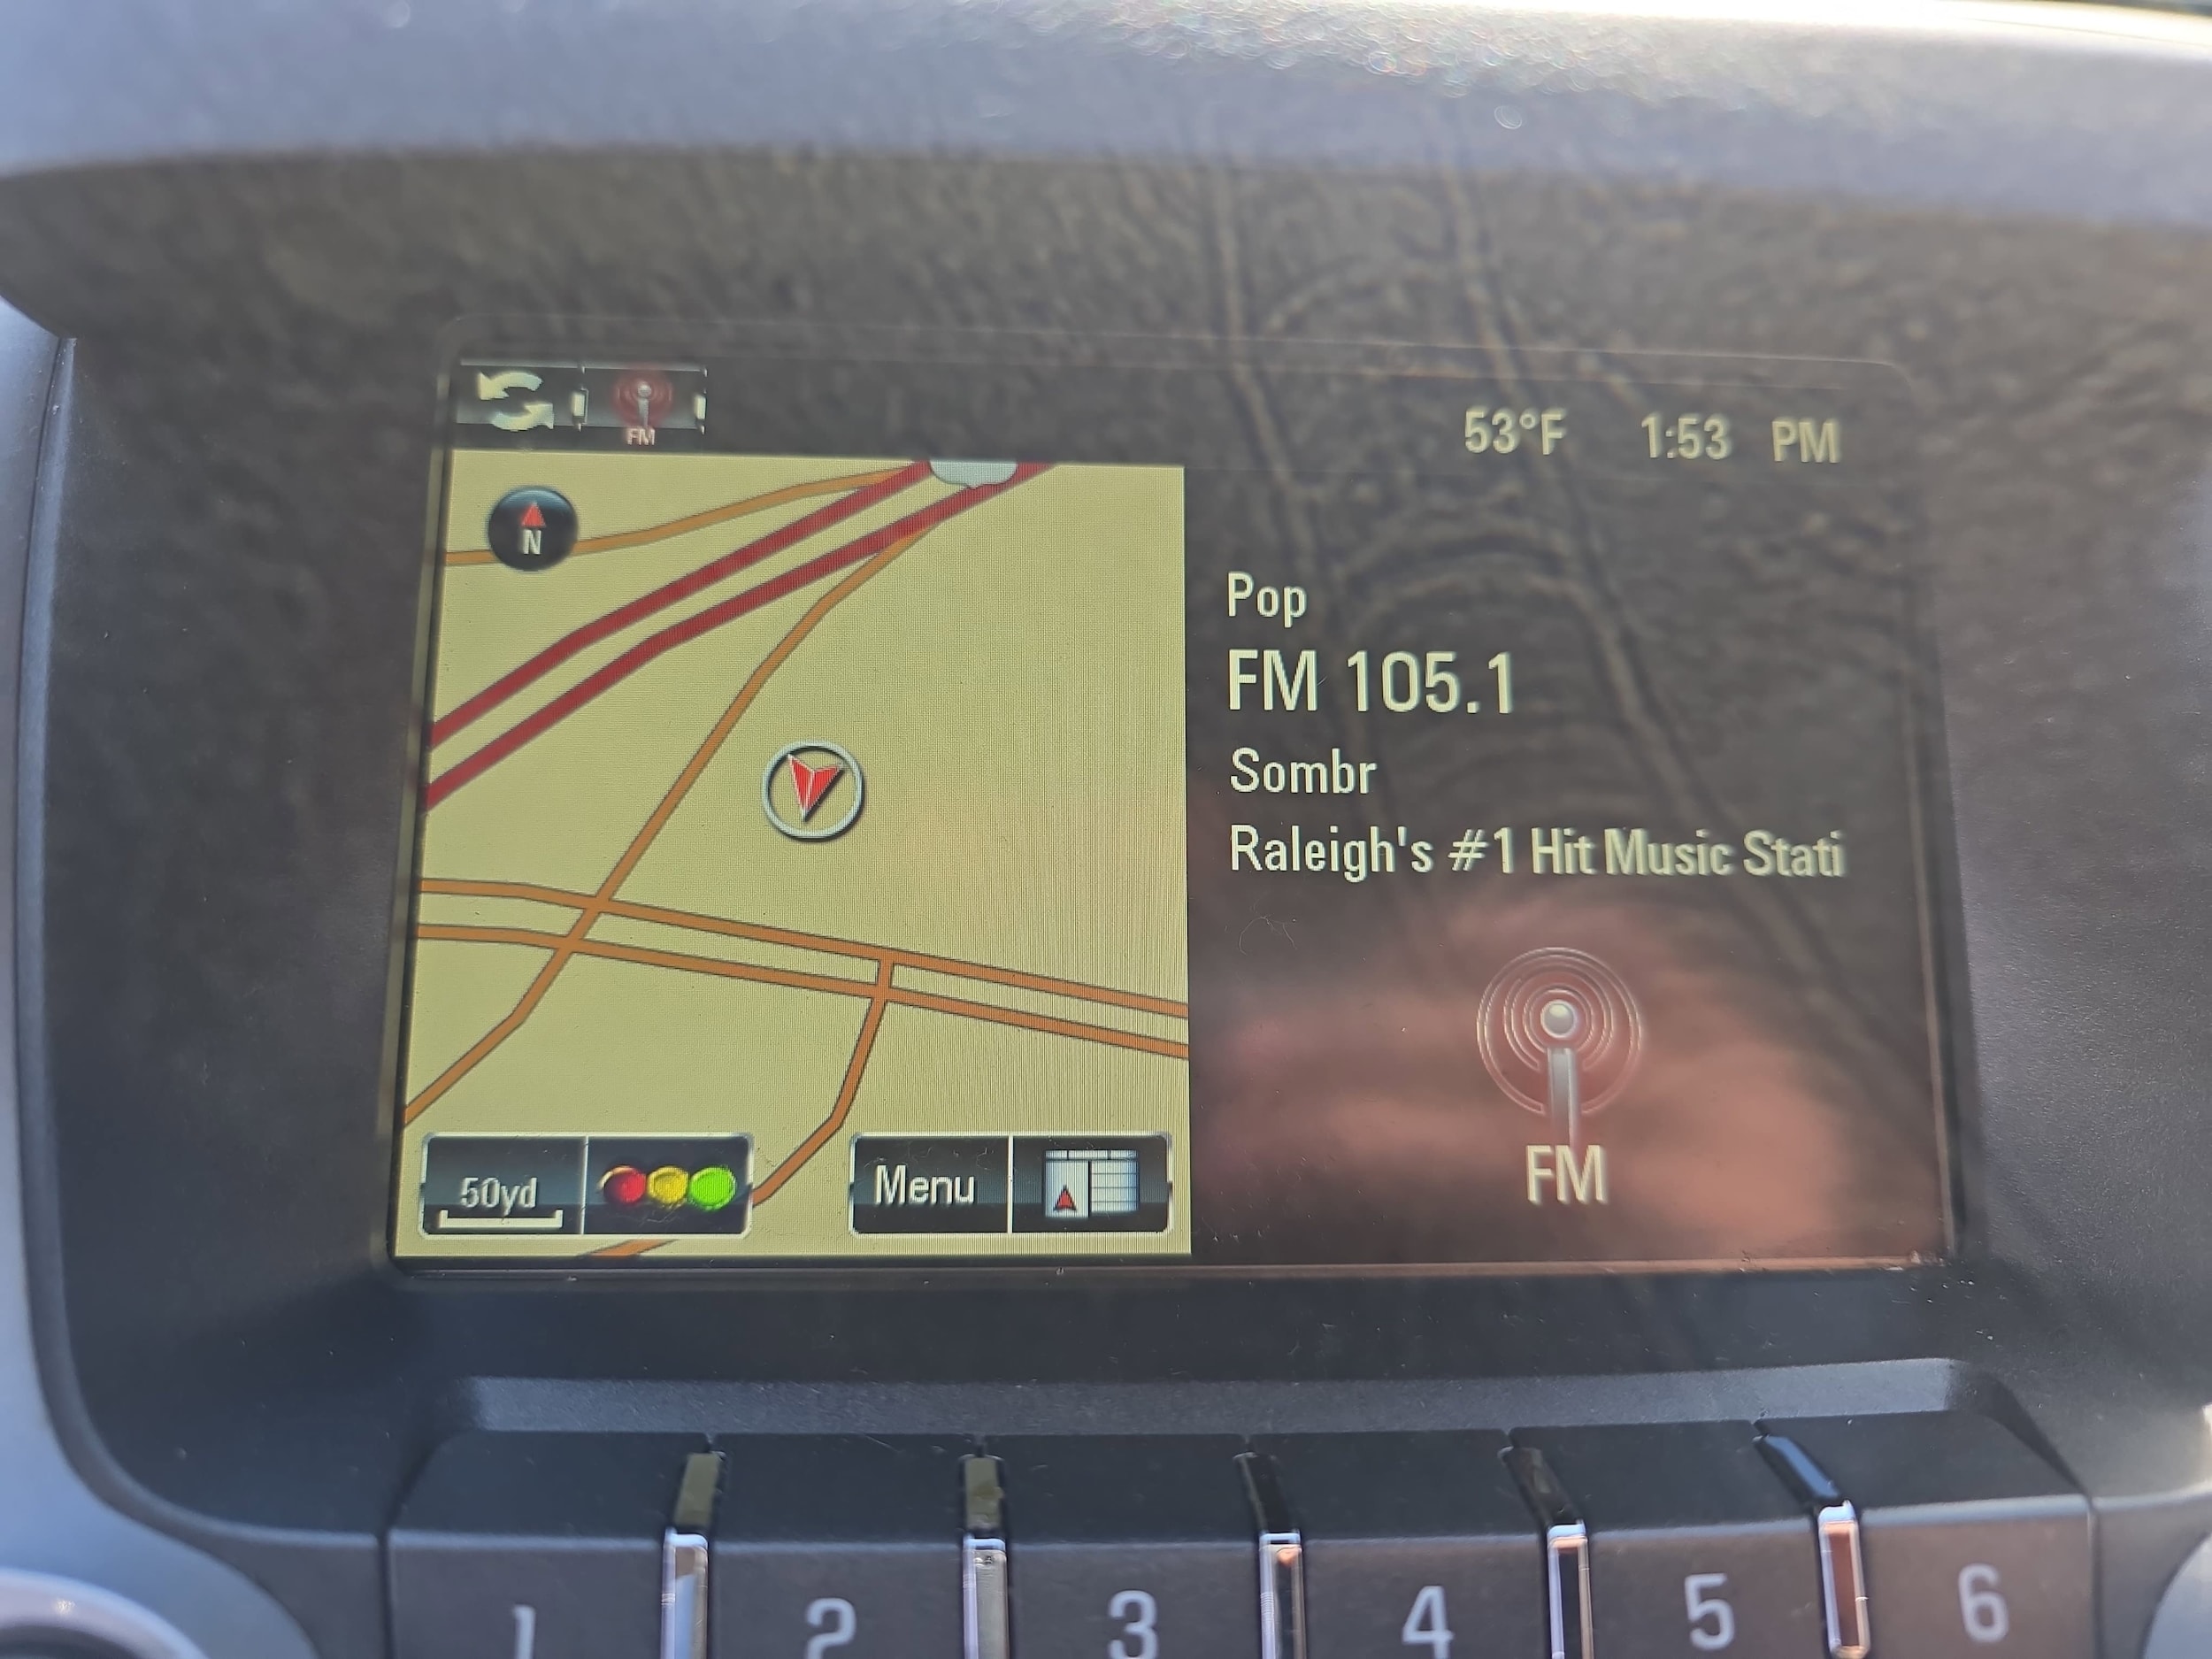 FM
53°F 1:53 PM
N
Pop
FM 105.1
Sombr
Raleigh's #1 Hit Music Stati
FM
50yd
Menu
1 2 3 4 5 6